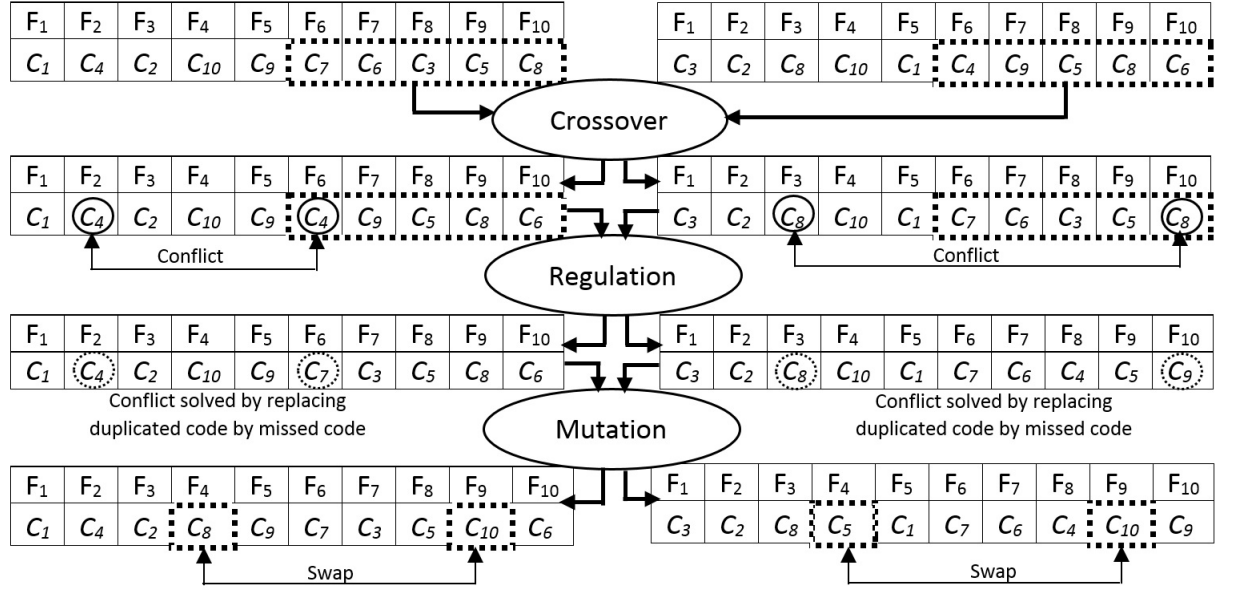 F1 F2 F3 F4 F5 F6 F7 F8 F9 F10
C1 C4 C2 C10 C9 C7 C6 C3 C5 C8
F1 F2 F3 F4 F5 F6 F7 F8 F9 F10
C3 C2 C8 C10 C1 C4 C9 C5 C8 C6
Crossover
F1 F2 F3 F4 F5 F6 F7 F8 F9 F10
C1 C4 C2 C10 C9 C4 C9 C5 C8 C6
Conflict
F1 F2 F3 F4 F5 F6 F7 F8 F9 F10
C3 C2 C8 C10 C1 C7 C6 C3 C5 C8
Conflict
Regulation
F1 F2 F3 F4 F5 F6 F7 F8 F9 F10
C1 C4 C2 C10 C9 C7 C3 C5 C8 C6
Conflict solved by replacing
duplicated code by missed code
F1 F2 F3 F4 F5 F6 F7 F8 F9 F10
C3 C2 C8 C10 C1 C7 C6 C4 C5 C9
Conflict solved by replacing
duplicated code by missed code
Mutation
F1 F2 F3 F4 F5 F6 F7 F8 F9 F10
C1 C4 C2 C8 C9 C7 C3 C5 C10 C6
Swap
F1 F2 F3 F4 F5 F6 F7 F8 F9 F10
C3 C2 C8 C5 C1 C7 C6 C4 C10 C9
Swap